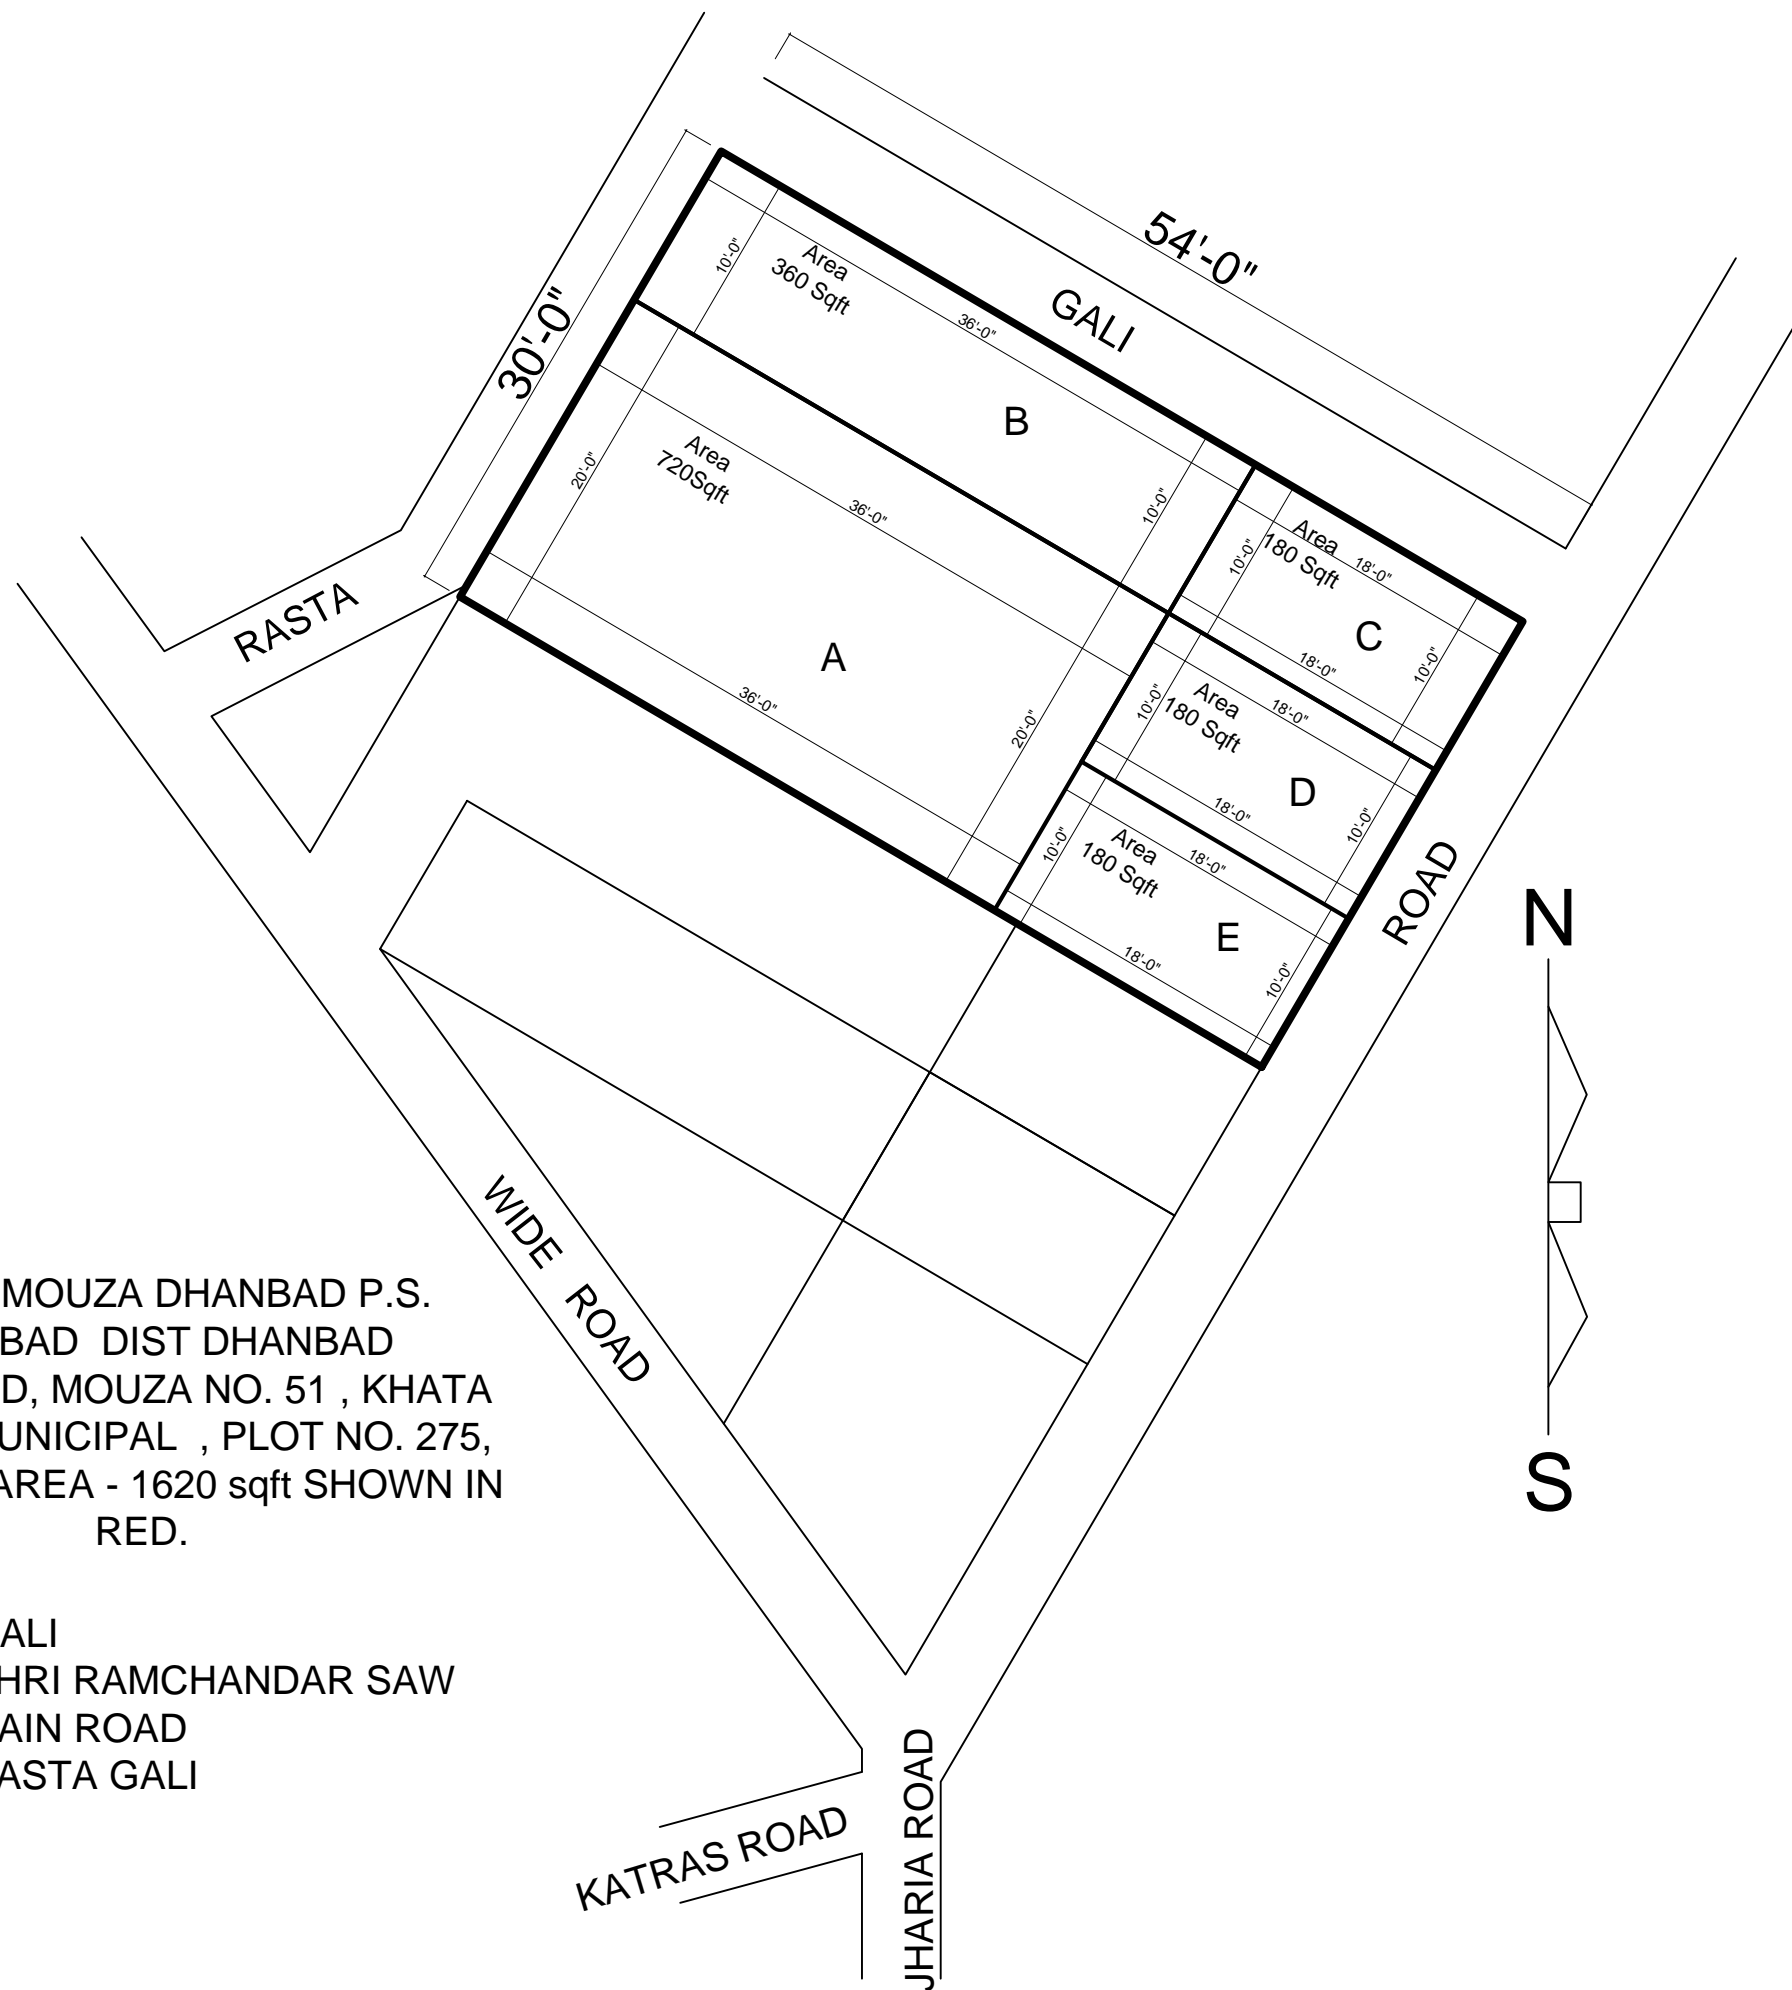 54'-0"
GALI
30'-0"
10'-0"
Area
360 Sqft
36'-0"
B
10'-0"
20'-0"
Area
720Sqft
36'-0"
A
36'-0"
20'-0"
Area
180 Sqft
18'-0"
10'-0"
C
18'-0"
10'-0"
Area
180 Sqft
18'-0"
10'-0"
D
18'-0"
10'-0"
Area
180 Sqft
18'-0"
10'-0"
E
18'-0"
10'-0"
RASTA
ROAD
N
S
WIDE ROAD
MOUZA DHANBAD P.S.
BAD DIST DHANBAD
D, MOUZA NO. 51 , KHATA
UNICIPAL , PLOT NO. 275,
AREA - 1620 sqft SHOWN IN
RED.
ALI
HRI RAMCHANDAR SAW
AIN ROAD
ASTA GALI
KATRAS ROAD
JHARIA ROAD